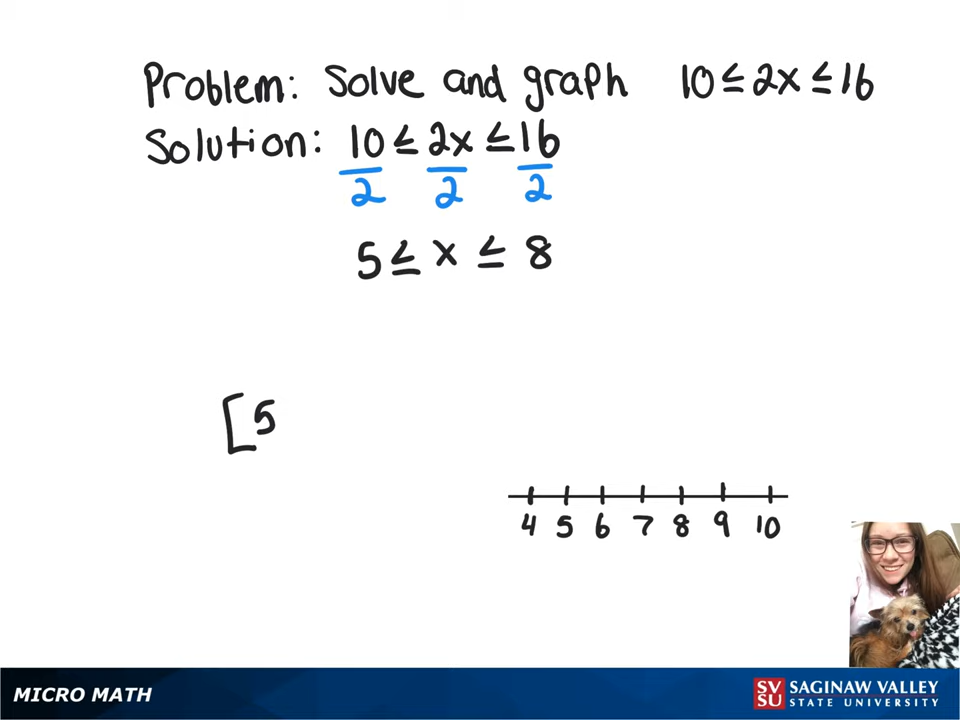 Problem: Solve and graph 10 ≤ 2x ≤ 16
Solution: 10 ≤ 2x ≤ 16
2 2 2
5 ≤ x ≤ 8
[5
4 5 6 7 8 9 10
MICRO MATH
SV SU SAGINAW VALLEY
STATE UNIVERSITY